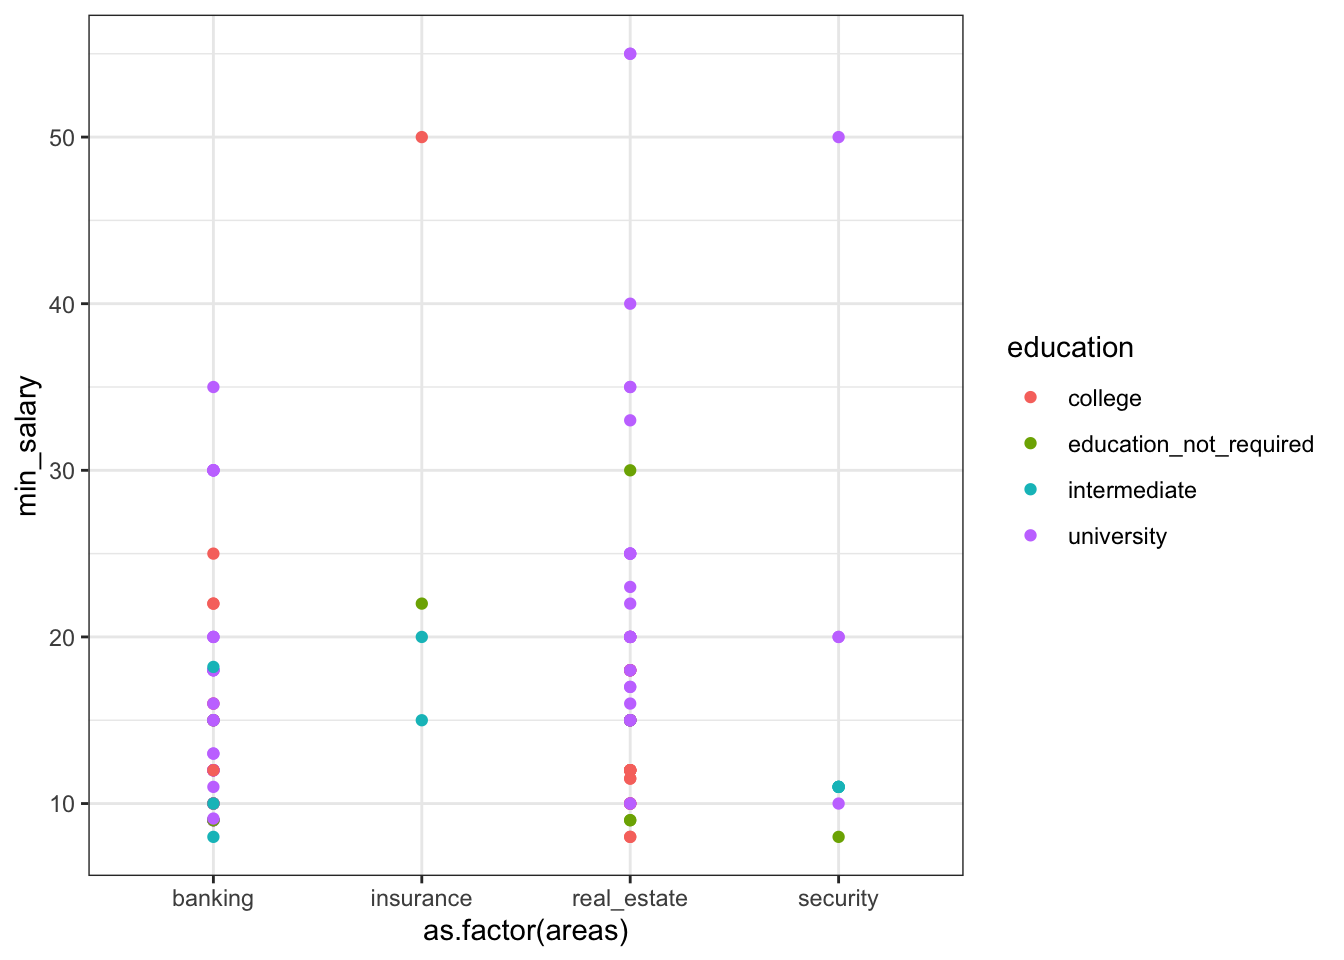 min_salary
50
40
30
20
10
banking insurance real_estate security
as.factor(areas)
education
college
education_not_required
intermediate
university